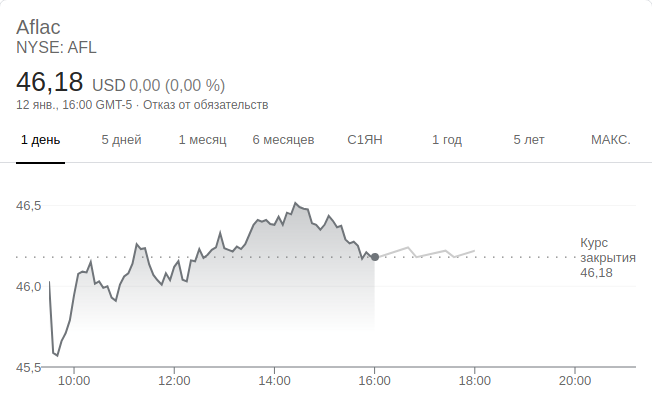 Aflac
NYSE: AFL
46,18 USD 0,00 (0,00 %)
12 янв., 16:00 GMT-5 · Отказ от обязательств
1 день 5 дней 1 месяц 6 месяцев С1ЯН 1 год 5 лет МАКС.
46,5
Курс
закрытия
46,18
46,0
45,5
10:00 12:00 14:00 16:00 18:00 20:00